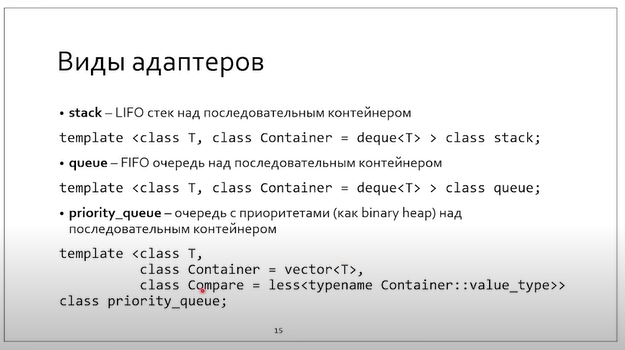 Виды адаптеров
• stack – LIFO стек над последовательным контейнером
template <class T, class Container = deque<T> > class stack;
• queue – FIFO очередь над последовательным контейнером
template <class T, class Container = deque<T> > class queue;
• priority_queue – очередь с приоритетами (как binary heap) над
последовательным контейнером
template <class T,
class Container = vector<T>,
class Compare = less<typename Container::value_type>>
class priority_queue;
15